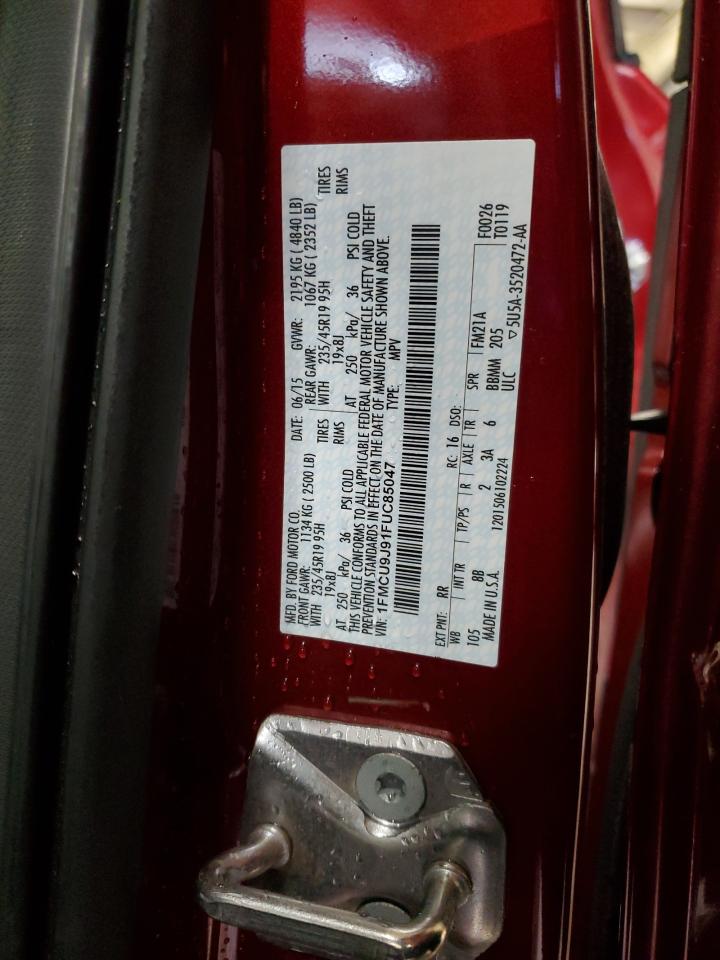 MFD. BY FORD MOTOR CO.
DATE: 06/15 GVWR: 2195 KG ( 4840 LB)
FRONT GAWR: 1134 KG ( 2500 LB)
REAR GAWR: 1067 KG ( 2352 LB)
WITH 235/45R19 95H TIRES
WITH 235/45R19 95H TIRES
19x8J RIMS
19x8J RIMS
AT 250 kPa/ 36 PSI COLD
AT 250 kPa/ 36 PSI COLD
THIS VEHICLE CONFORMS TO ALL APPLICABLE FEDERAL MOTOR VEHICLE SAFETY AND THEFT
PREVENTION STANDARDS IN EFFECT ON THE DATE OF MANUFACTURE SHOWN ABOVE.
VIN: 1FMCU9J91FUC85047 TYPE: MPV
EXT PNT: RR RC: 16 DSO: FM21A F0026
WB INT TR TP/PS R AXLE TR SPR T0119
105 8B 2 3A 6 BBMM 205
MADE IN U.S.A. 1201506102224 ULC ▽5U5A-3520472-AA